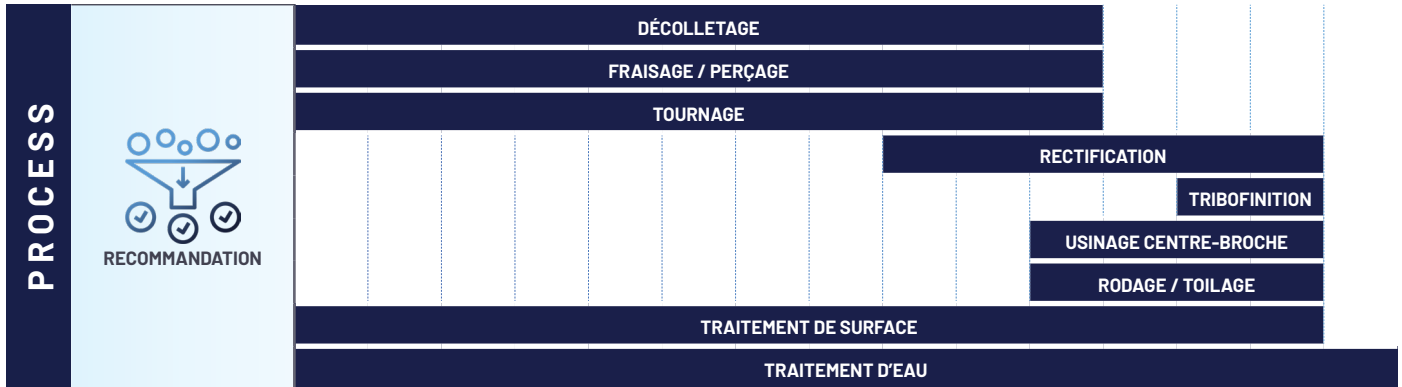 PROCESS
RECOMMANDATION
DÉCOLLETAGE
FRAISAGE / PERÇAGE
TOURNAGE
RECTIFICATION
TRIBOFINITION
USINAGE CENTRE-BROCHE
RODAGE / TOILAGE
TRAITEMENT DE SURFACE
TRAITEMENT D’EAU